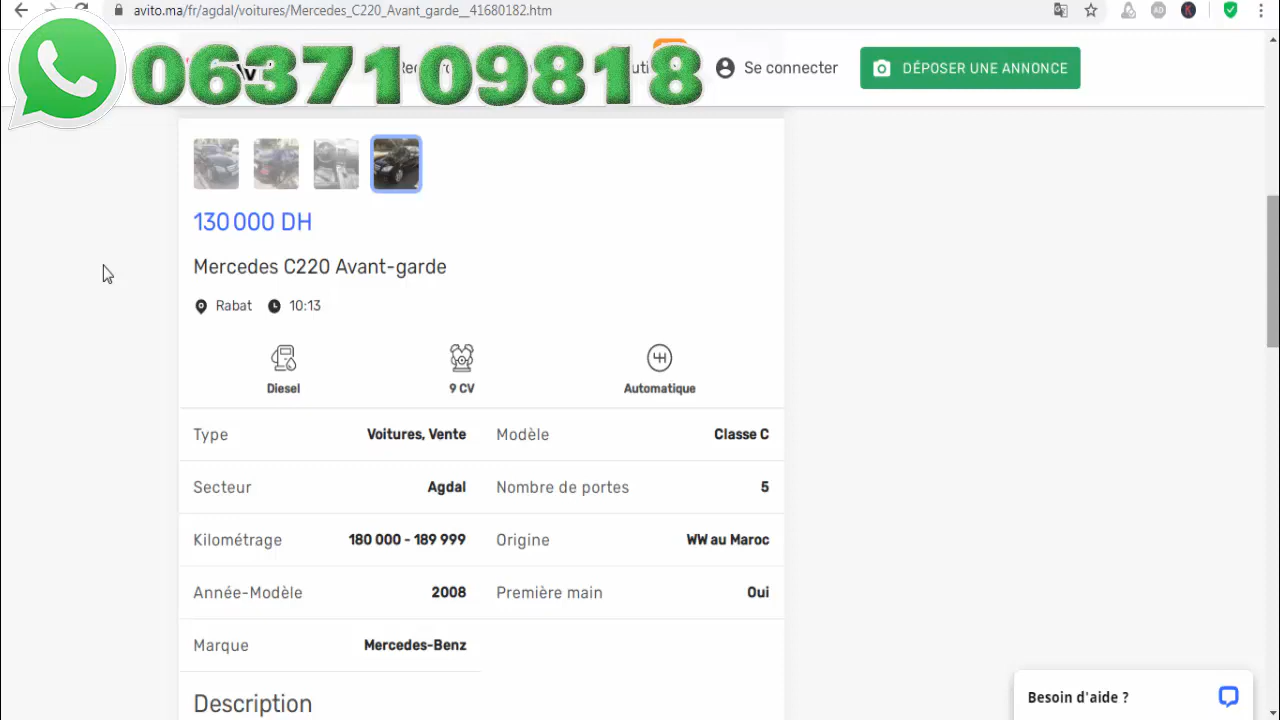 avito.ma/fr/agdal/voitures/Mercedes_C220_Avant_garde__41680182.htm
0637109818
Se connecter
DÉPOSER UNE ANNONCE
130 000 DH
Mercedes C220 Avant-garde
Rabat 10:13
Diesel 9 CV Automatique
Type Voitures, Vente Modèle Classe C
Secteur Agdal Nombre de portes 5
Kilométrage 180 000 - 189 999 Origine WW au Maroc
Année-Modèle 2008 Première main Oui
Marque Mercedes-Benz
Description
Besoin d'aide ?